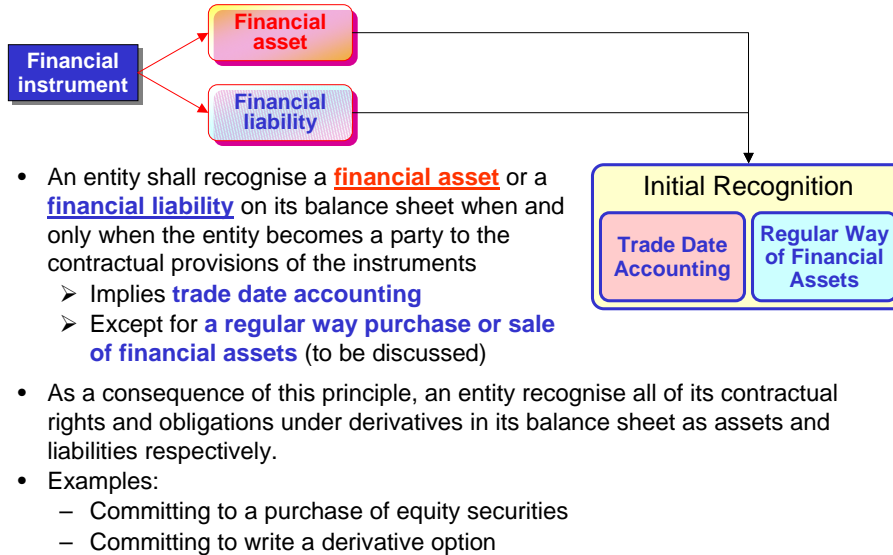 Financial
asset
Financial
instrument
Financial
liability
• An entity shall recognise a financial asset or a
financial liability on its balance sheet when and
only when the entity becomes a party to the
contractual provisions of the instruments
➢ Implies trade date accounting
➢ Except for a regular way purchase or sale
of financial assets (to be discussed)
Initial Recognition
Trade Date
Accounting
Regular Way
of Financial
Assets
• As a consequence of this principle, an entity recognise all of its contractual
rights and obligations under derivatives in its balance sheet as assets and
liabilities respectively.
• Examples:
– Committing to a purchase of equity securities
– Committing to write a derivative option